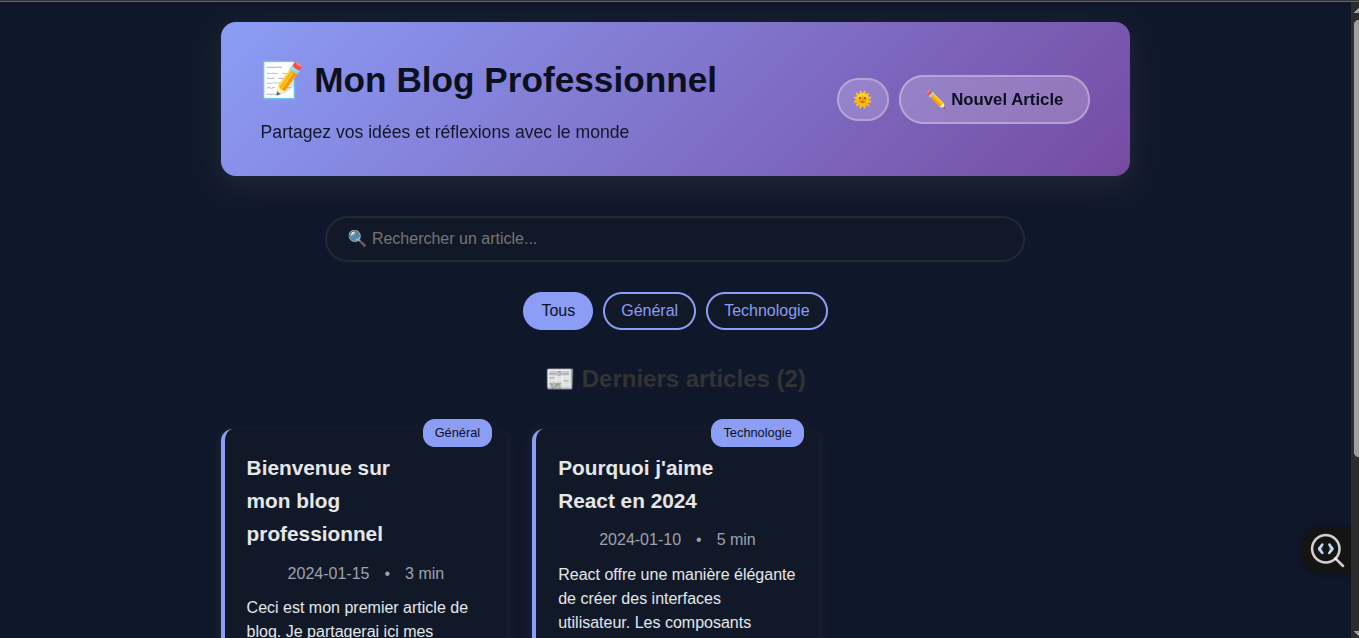 📝 Mon Blog Professionnel
Partagez vos idées et réflexions avec le monde
🌞
✏️ Nouvel Article
🔍 Rechercher un article...
Tous
Général
Technologie
📰 Derniers articles (2)
Général
Bienvenue sur
mon blog
professionnel
2024-01-15 • 3 min
Ceci est mon premier article de
blog. Je partagerai ici mes
Technologie
Pourquoi j'aime
React en 2024
2024-01-10 • 5 min
React offre une manière élégante
de créer des interfaces
utilisateur. Les composants